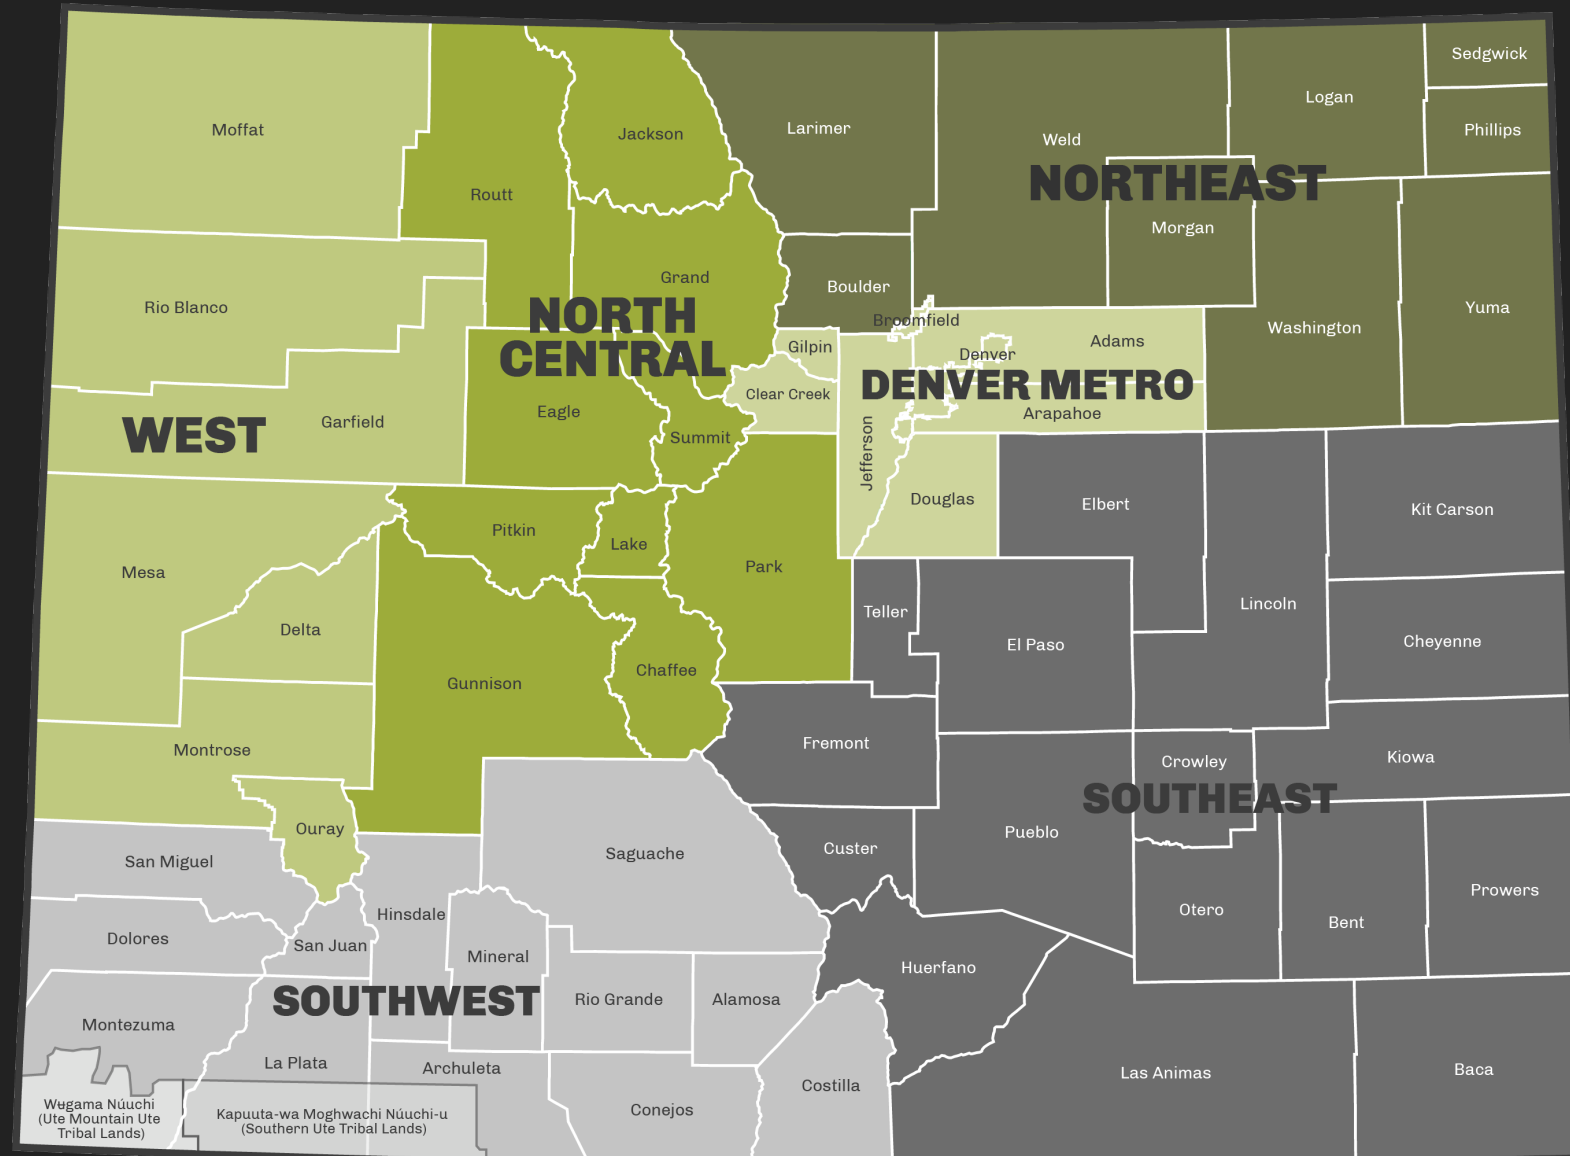 Sedgwick
Logan
Moffat
Larimer
Phillips
Jackson
Weld
NORTHEAST
Routt
Morgan
Grand
Boulder
Rio Blanco
Yuma
NORTH
CENTRAL
Broomfield
Washington
Gilpin
Adams
Denver
DENVER METRO
Clear Creek
Eagle
Arapahoe
WEST
Garfield
Summit
Jefferson
Douglas
Elbert
Kit Carson
Pitkin
Lake
Park
Mesa
Teller
Lincoln
Delta
El Paso
Cheyenne
Chaffee
Gunnison
Fremont
Montrose
Crowley
Kiowa
SOUTHEAST
Ouray
Pueblo
San Miguel
Saguache
Custer
Prowers
Hinsdale
Otero
Bent
Dolores
San Juan
Mineral
Huerfano
SOUTHWEST
Rio Grande
Alamosa
Montezuma
La Plata
Archuleta
Las Animas
Baca
Costilla
Conejos
Wʉgama Núuchi
(Ute Mountain Ute
Tribal Lands)
Kapuuta-wa Moghwachi Núuchi-u
(Southern Ute Tribal Lands)